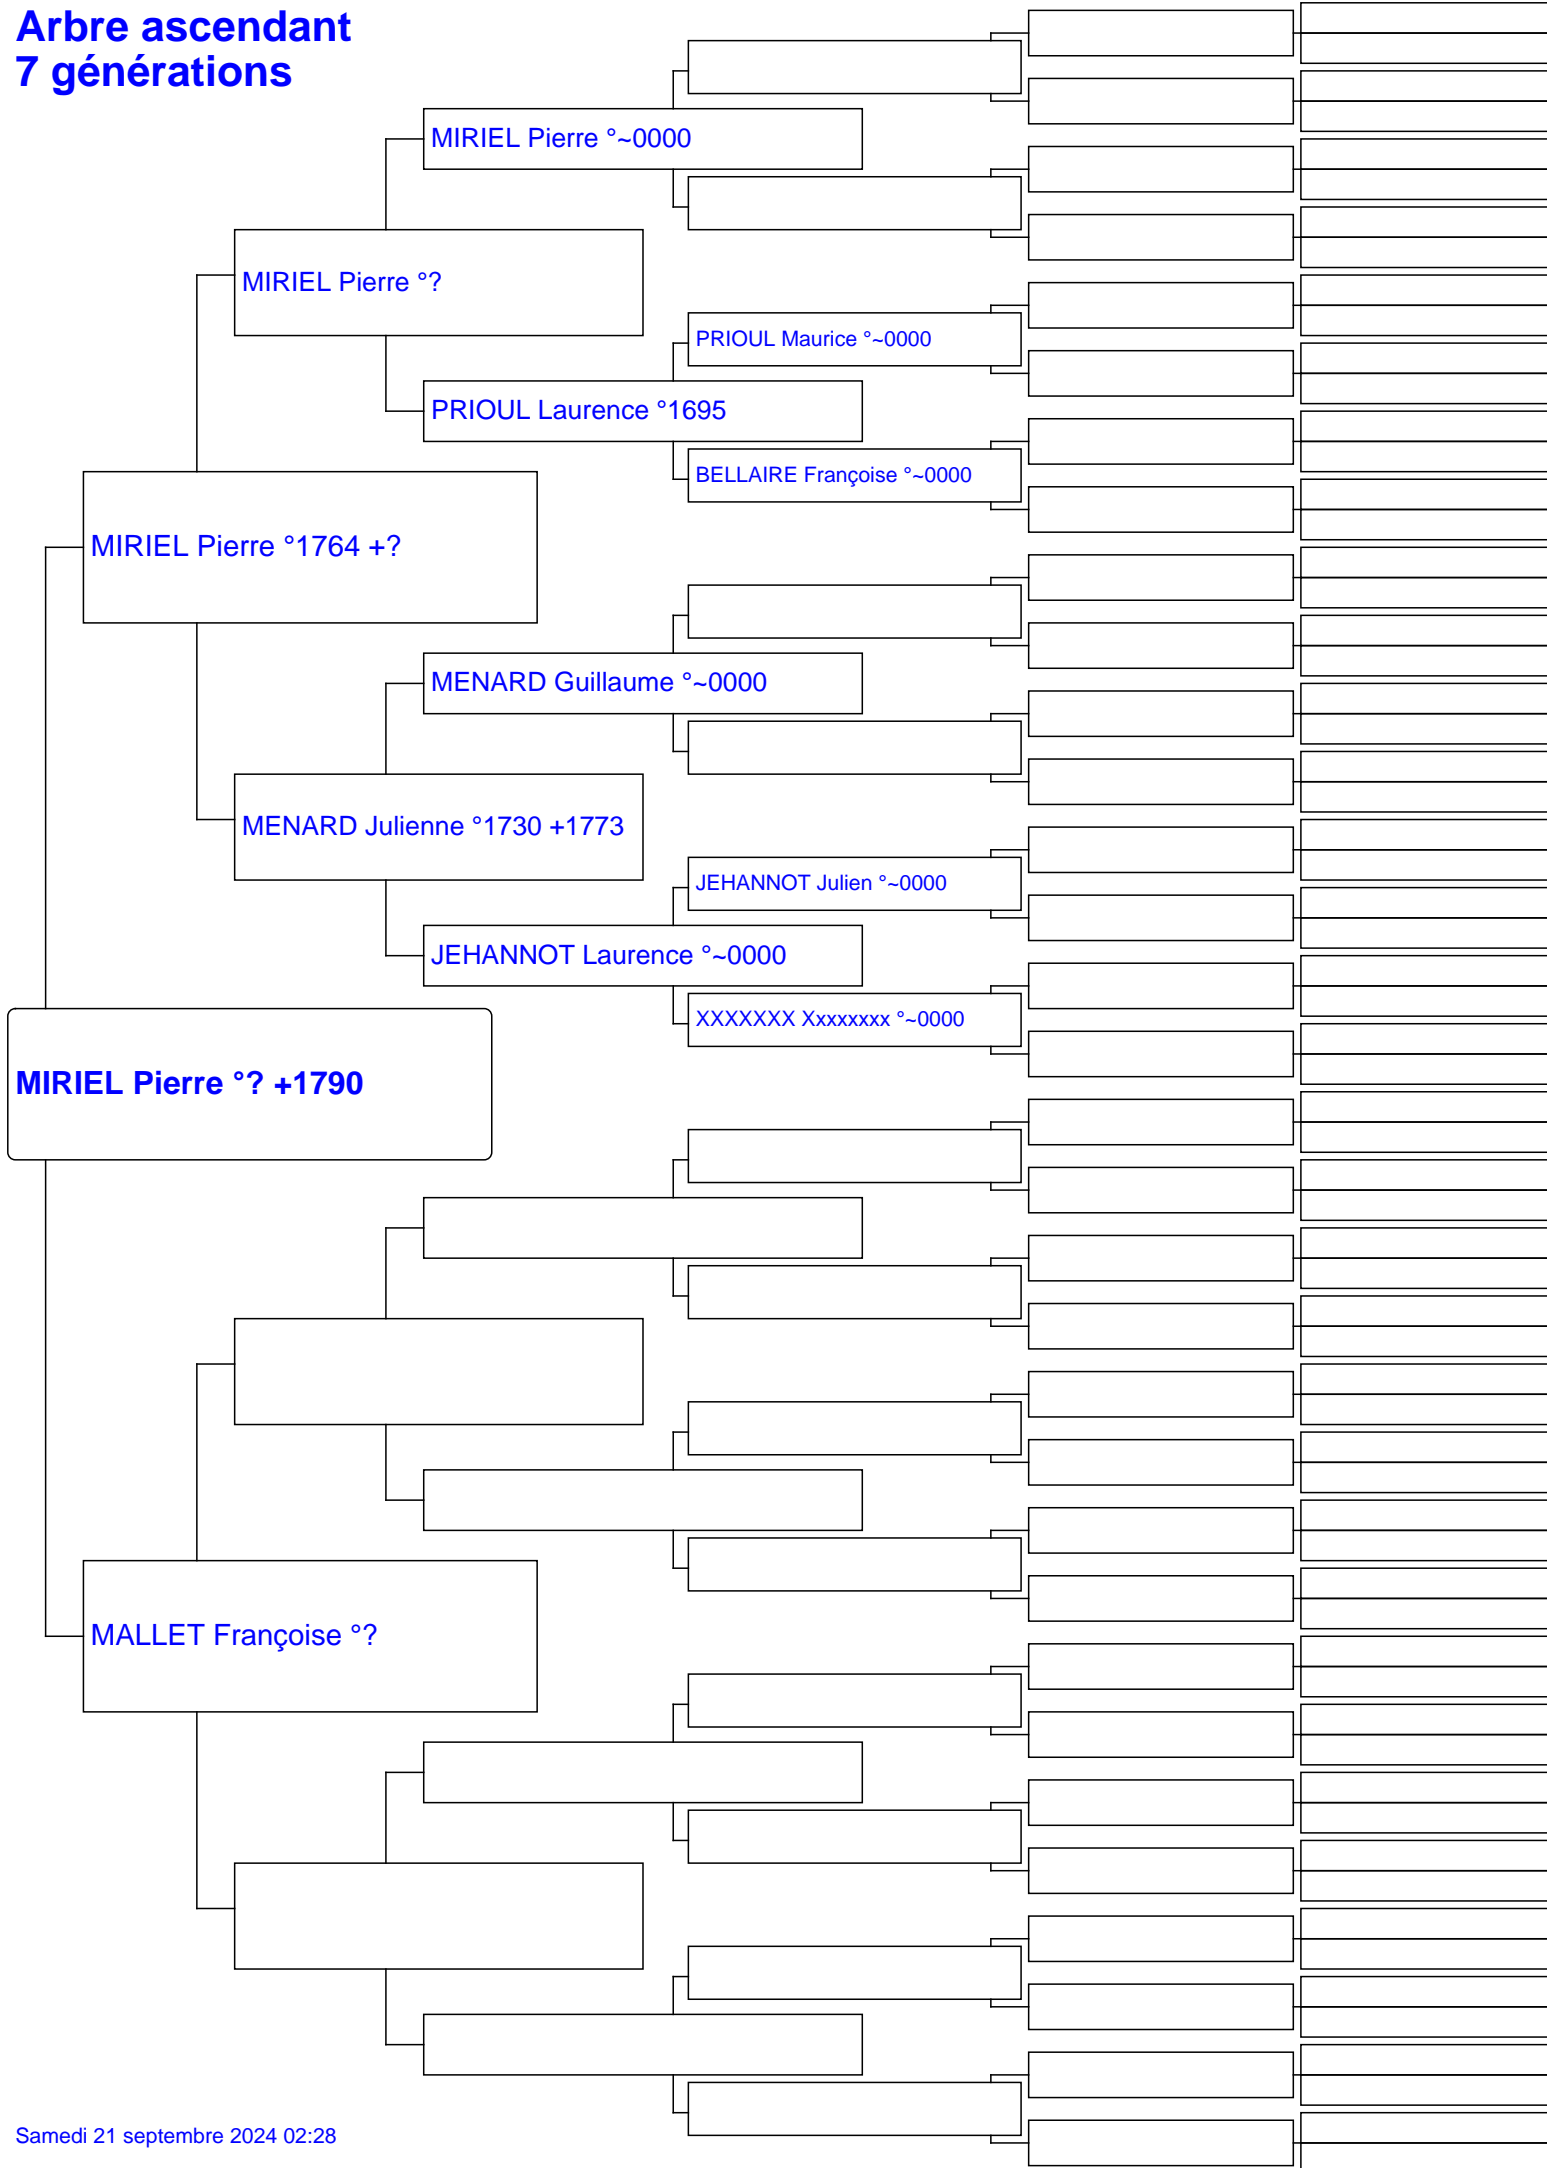 Arbre ascendant
7 générations
MIRIEL Pierre °~0000
MIRIEL Pierre °?
PRIOUL Maurice °~0000
PRIOUL Laurence °1695
BELLAIRE Françoise °~0000
MIRIEL Pierre °1764 +?
MENARD Guillaume °~0000
MENARD Julienne °1730 +1773
JEHANNOT Julien °~0000
JEHANNOT Laurence °~0000
XXXXXXX Xxxxxxxx °~0000
MIRIEL Pierre °? +1790
MALLET Françoise °?
Samedi 21 septembre 2024 02:28